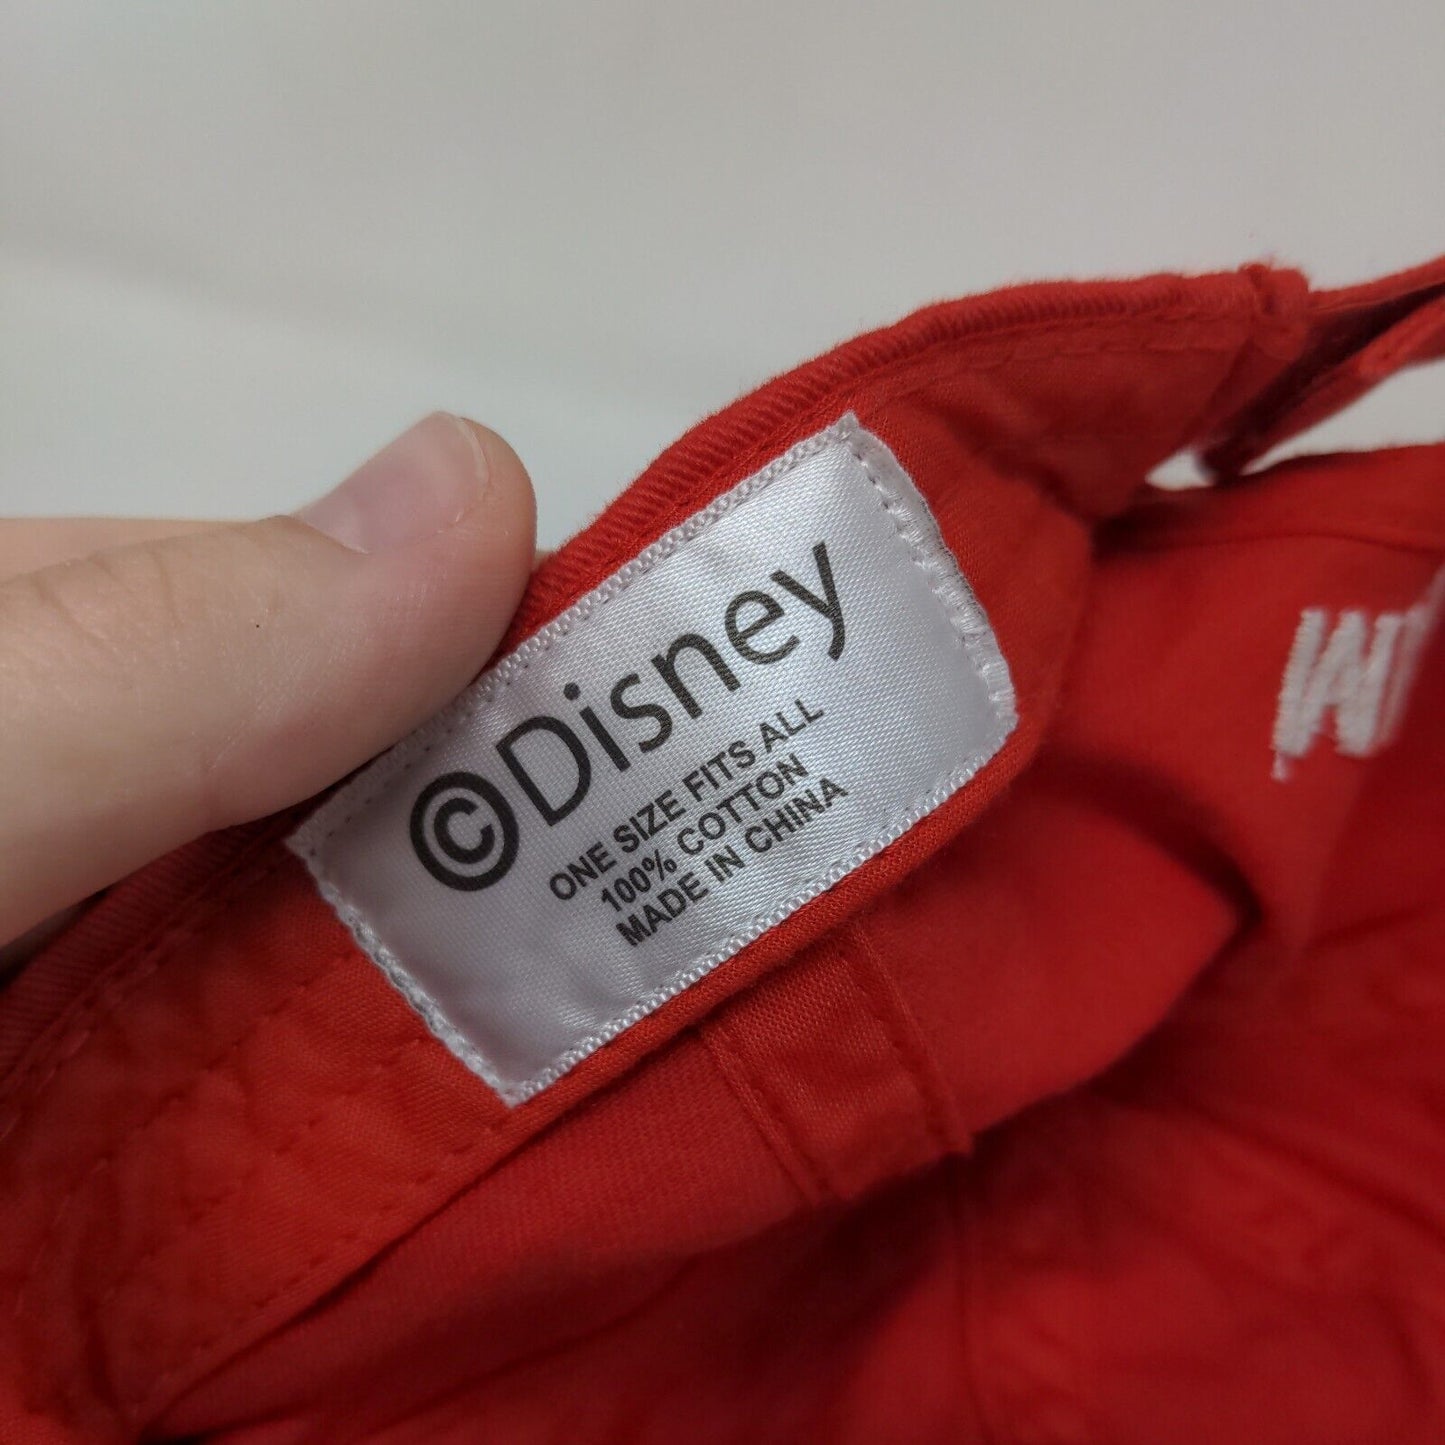 ©Disney
ONE SIZE FITS ALL
100% COTTON
MADE IN CHINA